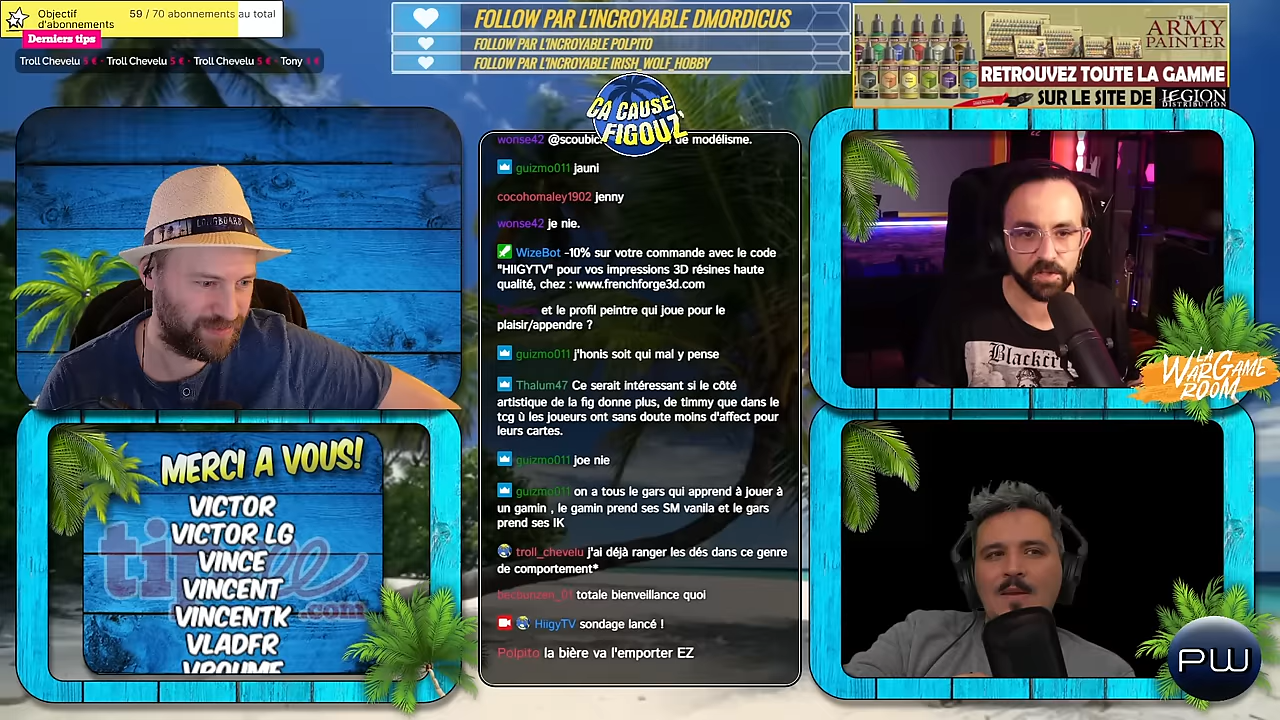 Objectif
d'abonnements
59 / 70 abonnements au total
Derniers tips
Troll Chevelu 5 € - Troll Chevelu 5 € - Troll Chevelu 5 € - Tony
FOLLOW PAR L'INCROYABLE DMORDICUS
FOLLOW PAR L'INCROYABLE POLPITO
FOLLOW PAR L'INCROYABLE IRISH_WOLF_HOBBY
THE
ARMY
PAINTER
RETROUVEZ TOUTE LA GAMME
SUR LE SITE DE LEGION
DISTRIBUTION
ÇA CAUSE
FIGOUZ'
wonse42 de modélisme.
guizmo011 jauni
cocohomaley1902 jenny
wonse42 je nie.
WizeBot -10% sur votre commande avec le code
"HIIGYTV" pour vos impressions 3D résines haute
qualité, chez : www.frenchforge3d.com
et le profil peintre qui joue pour le
plaisir/appendre ?
guizmo011 j'honis soit qui mal y pense
Thalum47 Ce serait intéressant si le côté
artistique de la fig donne plus, de timmy que dans le
tcg ù les joueurs ont sans doute moins d'affect pour
leurs cartes.
guizmo011 joe nie
guizmo011 on a tous le gars qui apprend à jouer à
un gamin , le gamin prend ses SM vanila et le gars
prend ses IK
troll_chevelu j'ai déjà ranger les dés dans ce genre
de comportement*
totale bienveillance quoi
HiigyTV sondage lancé !
Polpito la bière va l'emporter EZ
LONGBOARD
MERCI A VOUS!
VICTOR
VICTOR LG
VINCE
VINCENT
VINCENTK
VLADFR
VROUMF
.com
LA
WARGAME
ROOM
PW